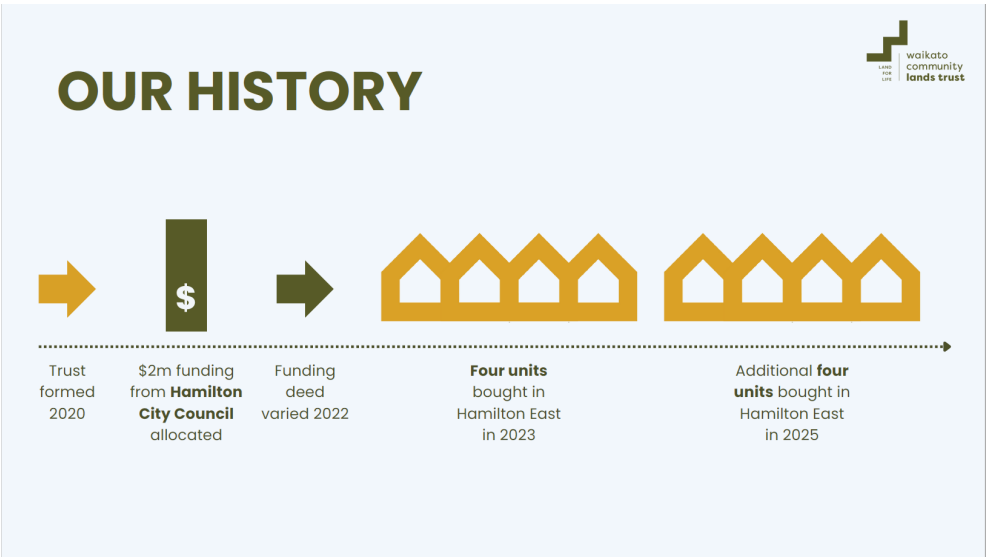 OUR HISTORY
LAND
FOR
LIFE
waikato
community
lands trust
$
Trust
formed
2020
$2m funding
from Hamilton
City Council
allocated
Funding
deed
varied 2022
Four units
bought in
Hamilton East
in 2023
Additional four
units bought in
Hamilton East
in 2025